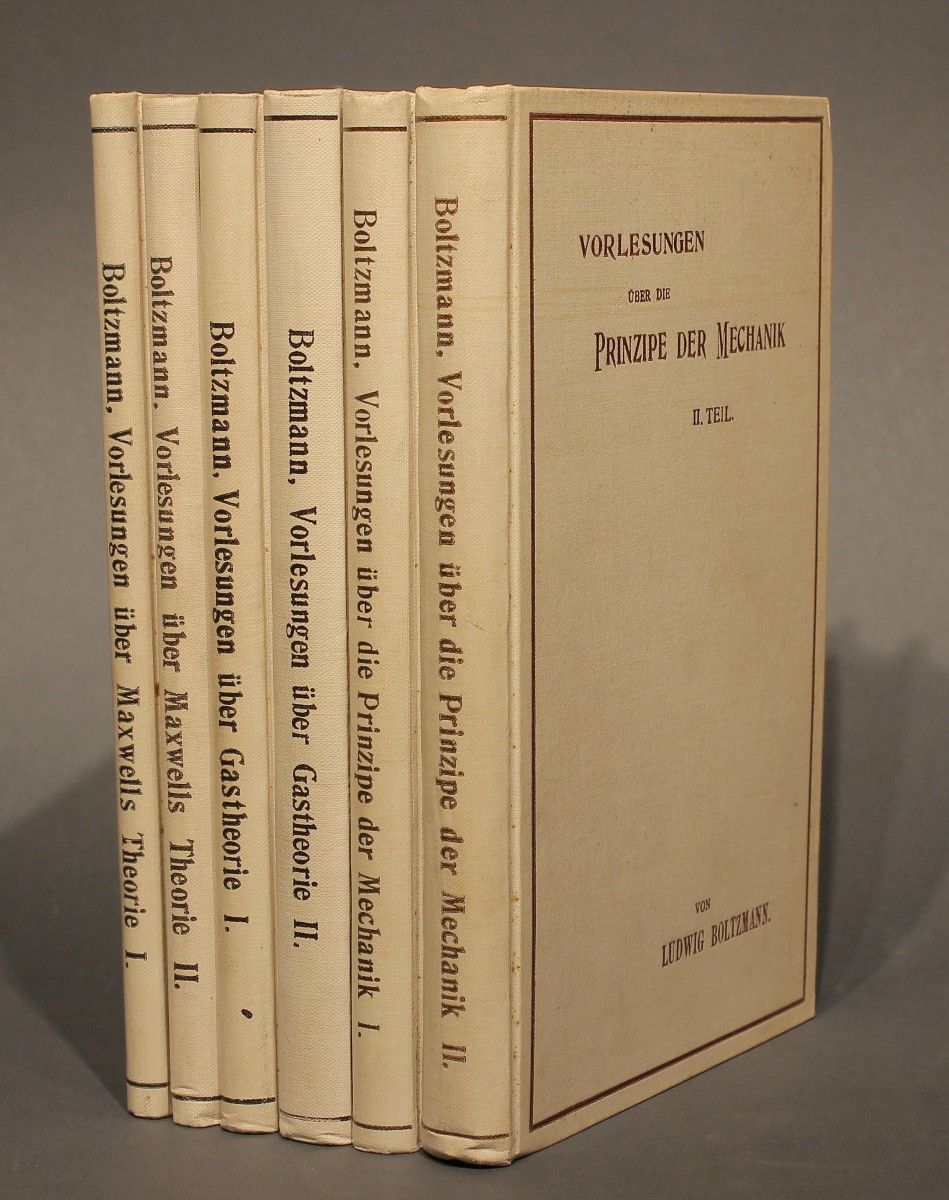 Boltzmann, Vorlesungen über Maxwells Theorie I.
Boltzmann, Vorlesungen über Maxwells Theorie II.
Boltzmann, Vorlesungen über Gastheorie I.
Boltzmann, Vorlesungen über Gastheorie II.
Boltzmann, Vorlesungen über die Prinzipe der Mechanik I.
Boltzmann, Vorlesungen über die Prinzipe der Mechanik II.
VORLESUNGEN
ÜBER DIE
PRINZIPE DER MECHANIK
II. TEIL.
VON
LUDWIG BOLTZMANN.